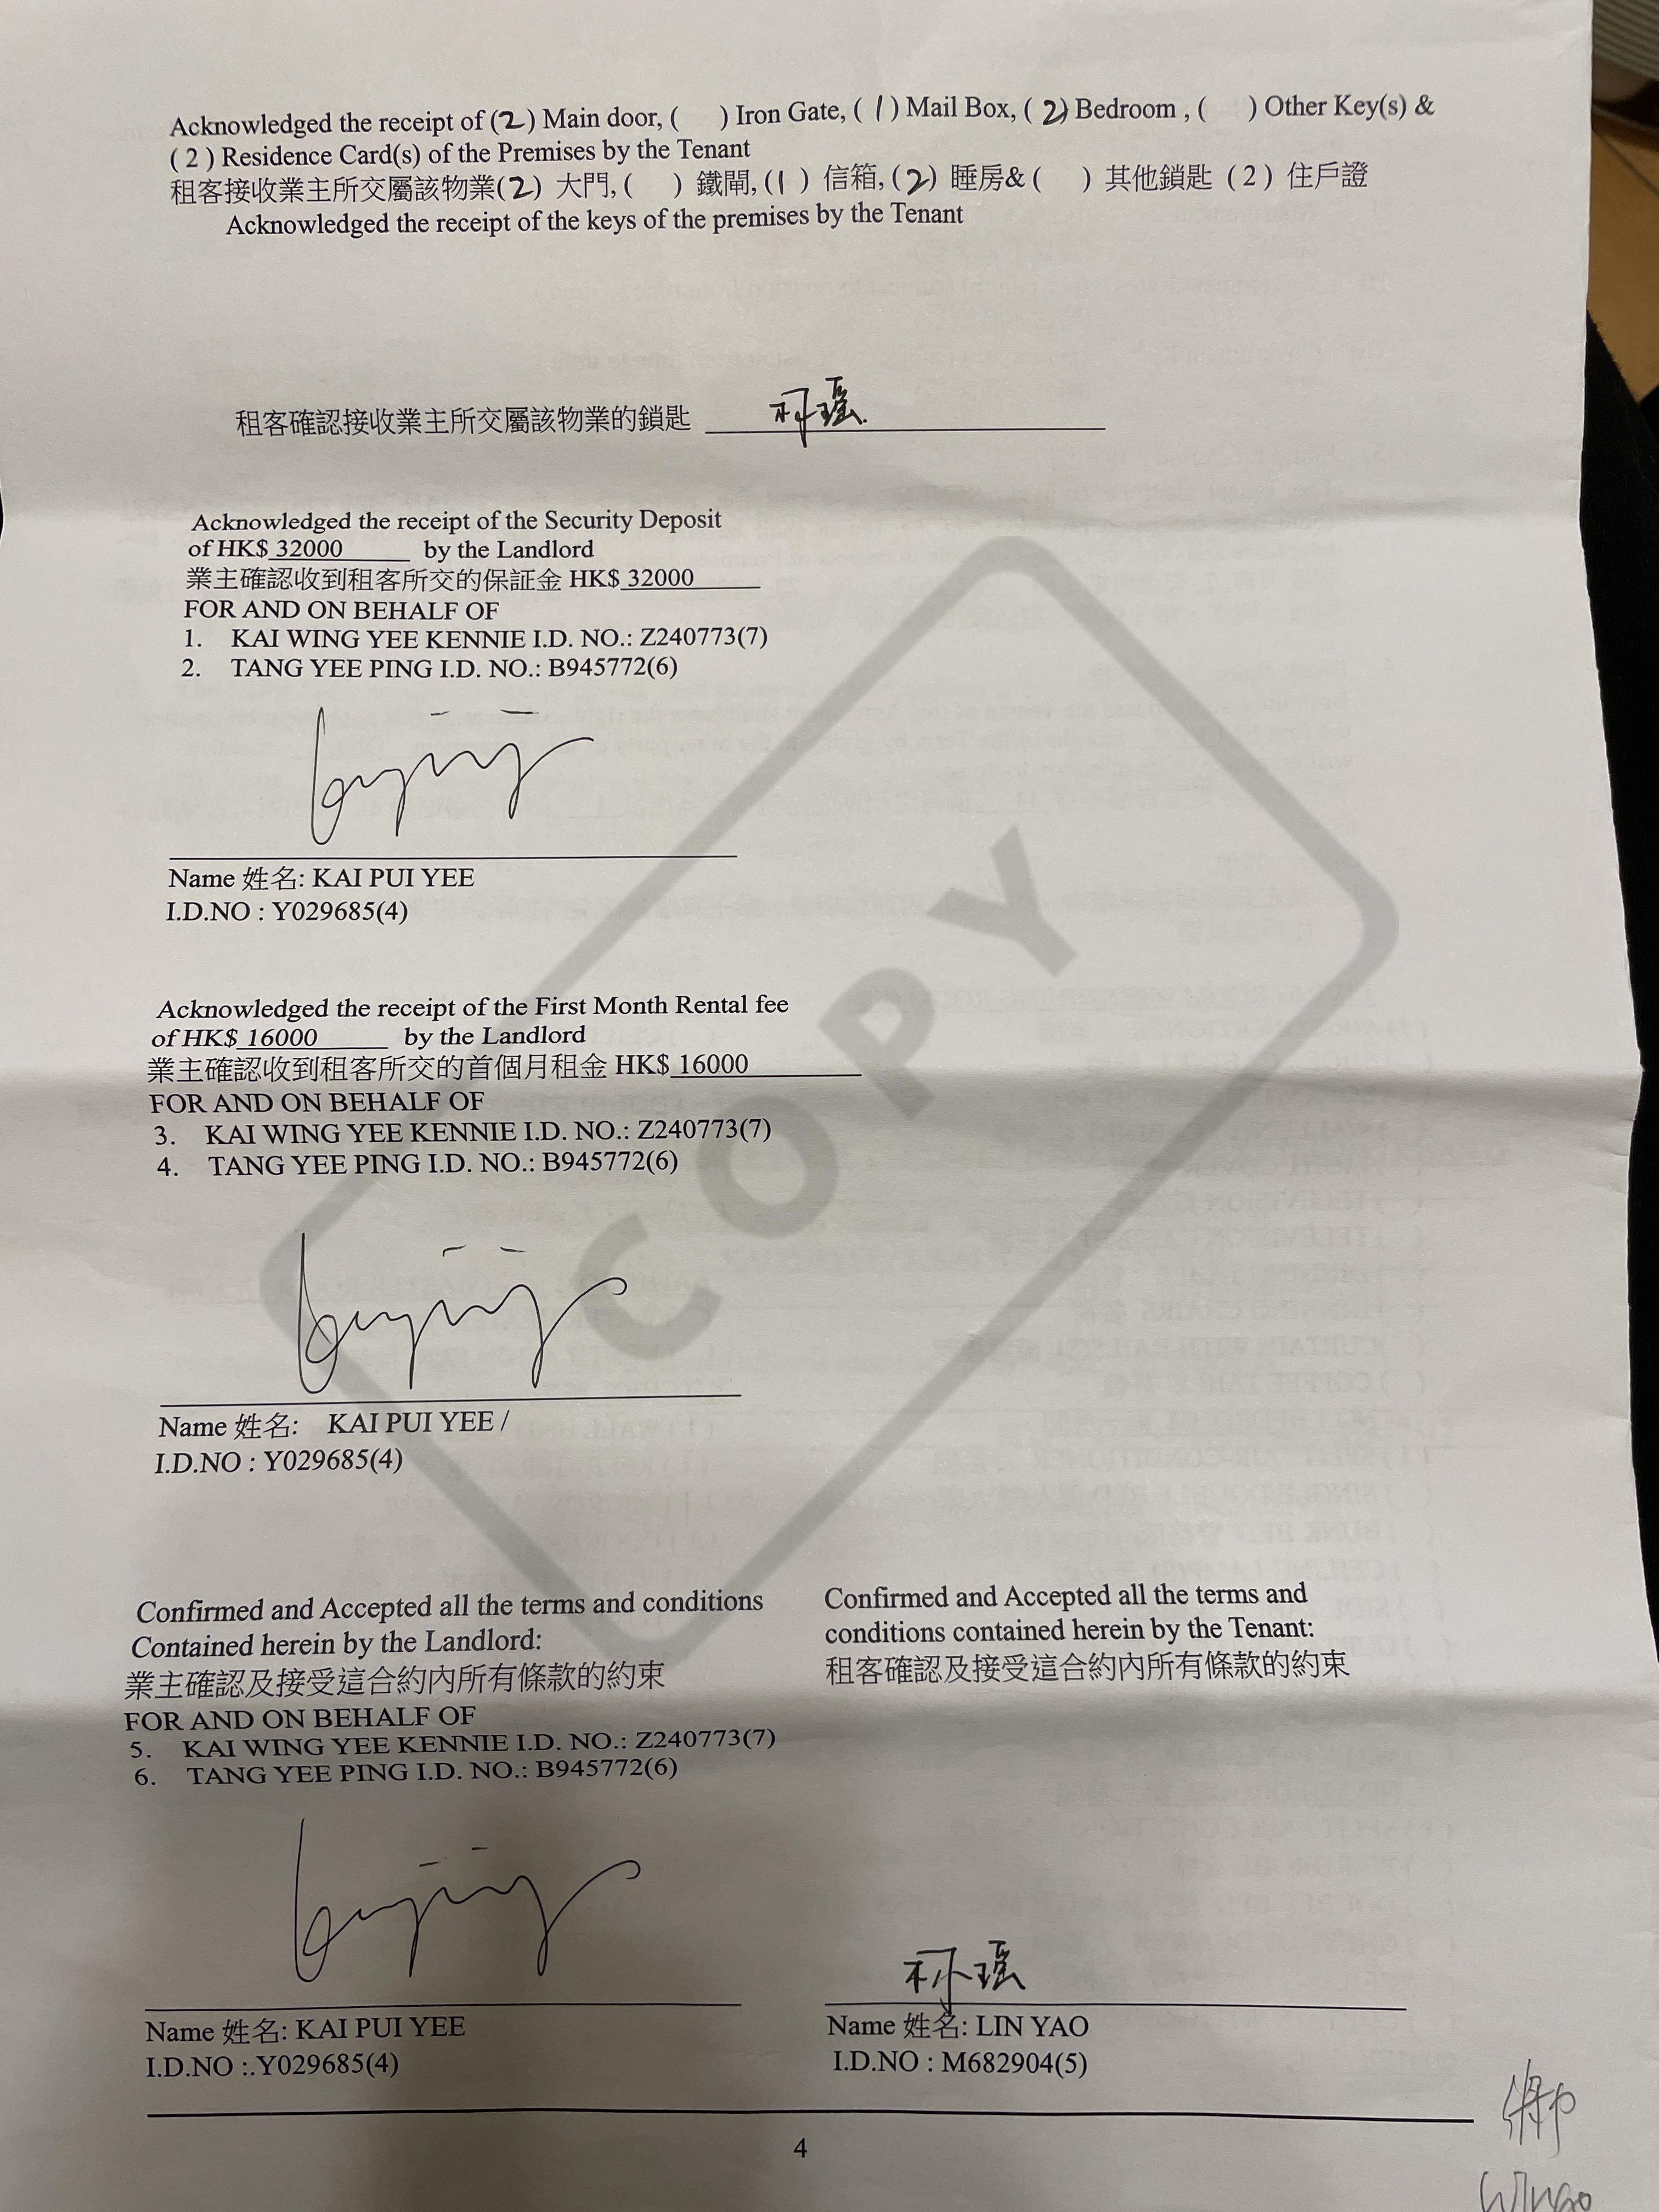 Acknowledged the receipt of (2) Main door, ( ) Iron Gate, ( 1 ) Mail Box, ( 2 ) Bedroom , ( ) Other Key(s) &
( 2 ) Residence Card(s) of the Premises by the Tenant
租客接收業主所交屬該物業(2) 大門, ( ) 鐵閘, (1) 信箱, (2) 睡房& ( ) 其他鎖匙 ( 2 ) 住戶證
Acknowledged the receipt of the keys of the premises by the Tenant
租客確認接收業主所交屬該物業的鎖匙 林瑶
Acknowledged the receipt of the Security Deposit
of HK$ 32000 by the Landlord
業主確認收到租客所交的保証金 HK$ 32000
FOR AND ON BEHALF OF
1. KAI WING YEE KENNIE I.D. NO.: Z240773(7)
2. TANG YEE PING I.D. NO.: B945772(6)
Name 姓名: KAI PUI YEE
I.D.NO : Y029685(4)
Acknowledged the receipt of the First Month Rental fee
of HK$ 16000 by the Landlord
業主確認收到租客所交的首個月租金 HK$ 16000
FOR AND ON BEHALF OF
3. KAI WING YEE KENNIE I.D. NO.: Z240773(7)
4. TANG YEE PING I.D. NO.: B945772(6)
COPY
Name 姓名: KAI PUI YEE /
I.D.NO : Y029685(4)
Confirmed and Accepted all the terms and conditions
Contained herein by the Landlord:
業主確認及接受這合約內所有條款的約束
FOR AND ON BEHALF OF
5. KAI WING YEE KENNIE I.D. NO.: Z240773(7)
6. TANG YEE PING I.D. NO.: B945772(6)
Name 姓名: KAI PUI YEE
I.D.NO :.Y029685(4)
Confirmed and Accepted all the terms and
conditions contained herein by the Tenant:
租客確認及接受這合約內所有條款的約束
林瑶
Name 姓名: LIN YAO
I.D.NO : M682904(5)
4